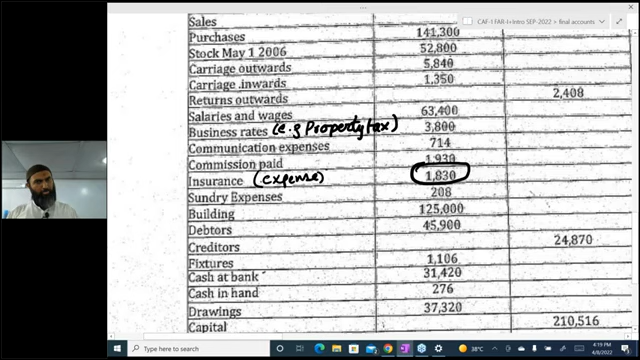 CAF-1 FAR-I+Intro SEP-2022 > final accounts
Sales
Purchases 141,300
Stock May 1 2006 52,800
Carriage outwards 5,840
Carriage inwards 1,350
Returns outwards 2,408
Salaries and wages 63,400
Business rates (e.g Property tax) 3,800
Communication expenses 714
Commission paid 1,930
Insurance (expense) 1,830
Sundry Expenses 208
Building 125,000
Debtors 45,900
Creditors 24,870
Fixtures 1,106
Cash at bank 31,420
Cash in hand 276
Drawings 37,320
Capital 210,516
Type here to search
38°C
4:19 PM
4/8/2022